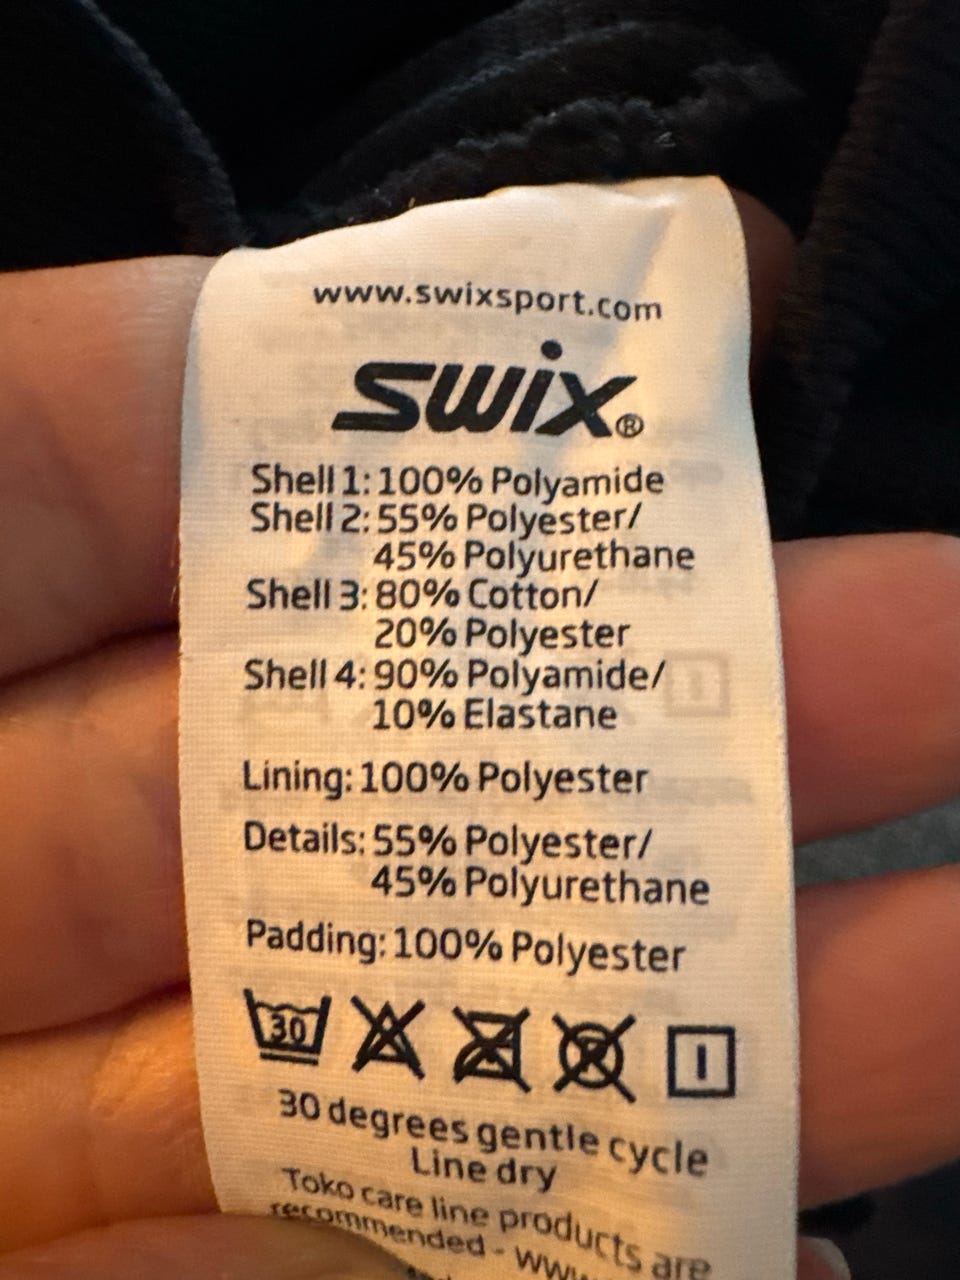 www.swixsport.com
swix®
Shell 1: 100% Polyamide
Shell 2: 55% Polyester/
45% Polyurethane
Shell 3: 80% Cotton/
20% Polyester
Shell 4: 90% Polyamide/
10% Elastane
Lining: 100% Polyester
Details: 55% Polyester/
45% Polyurethane
Padding: 100% Polyester
30
30 degrees gentle cycle
Line dry
Toko care line products are
recommended - www